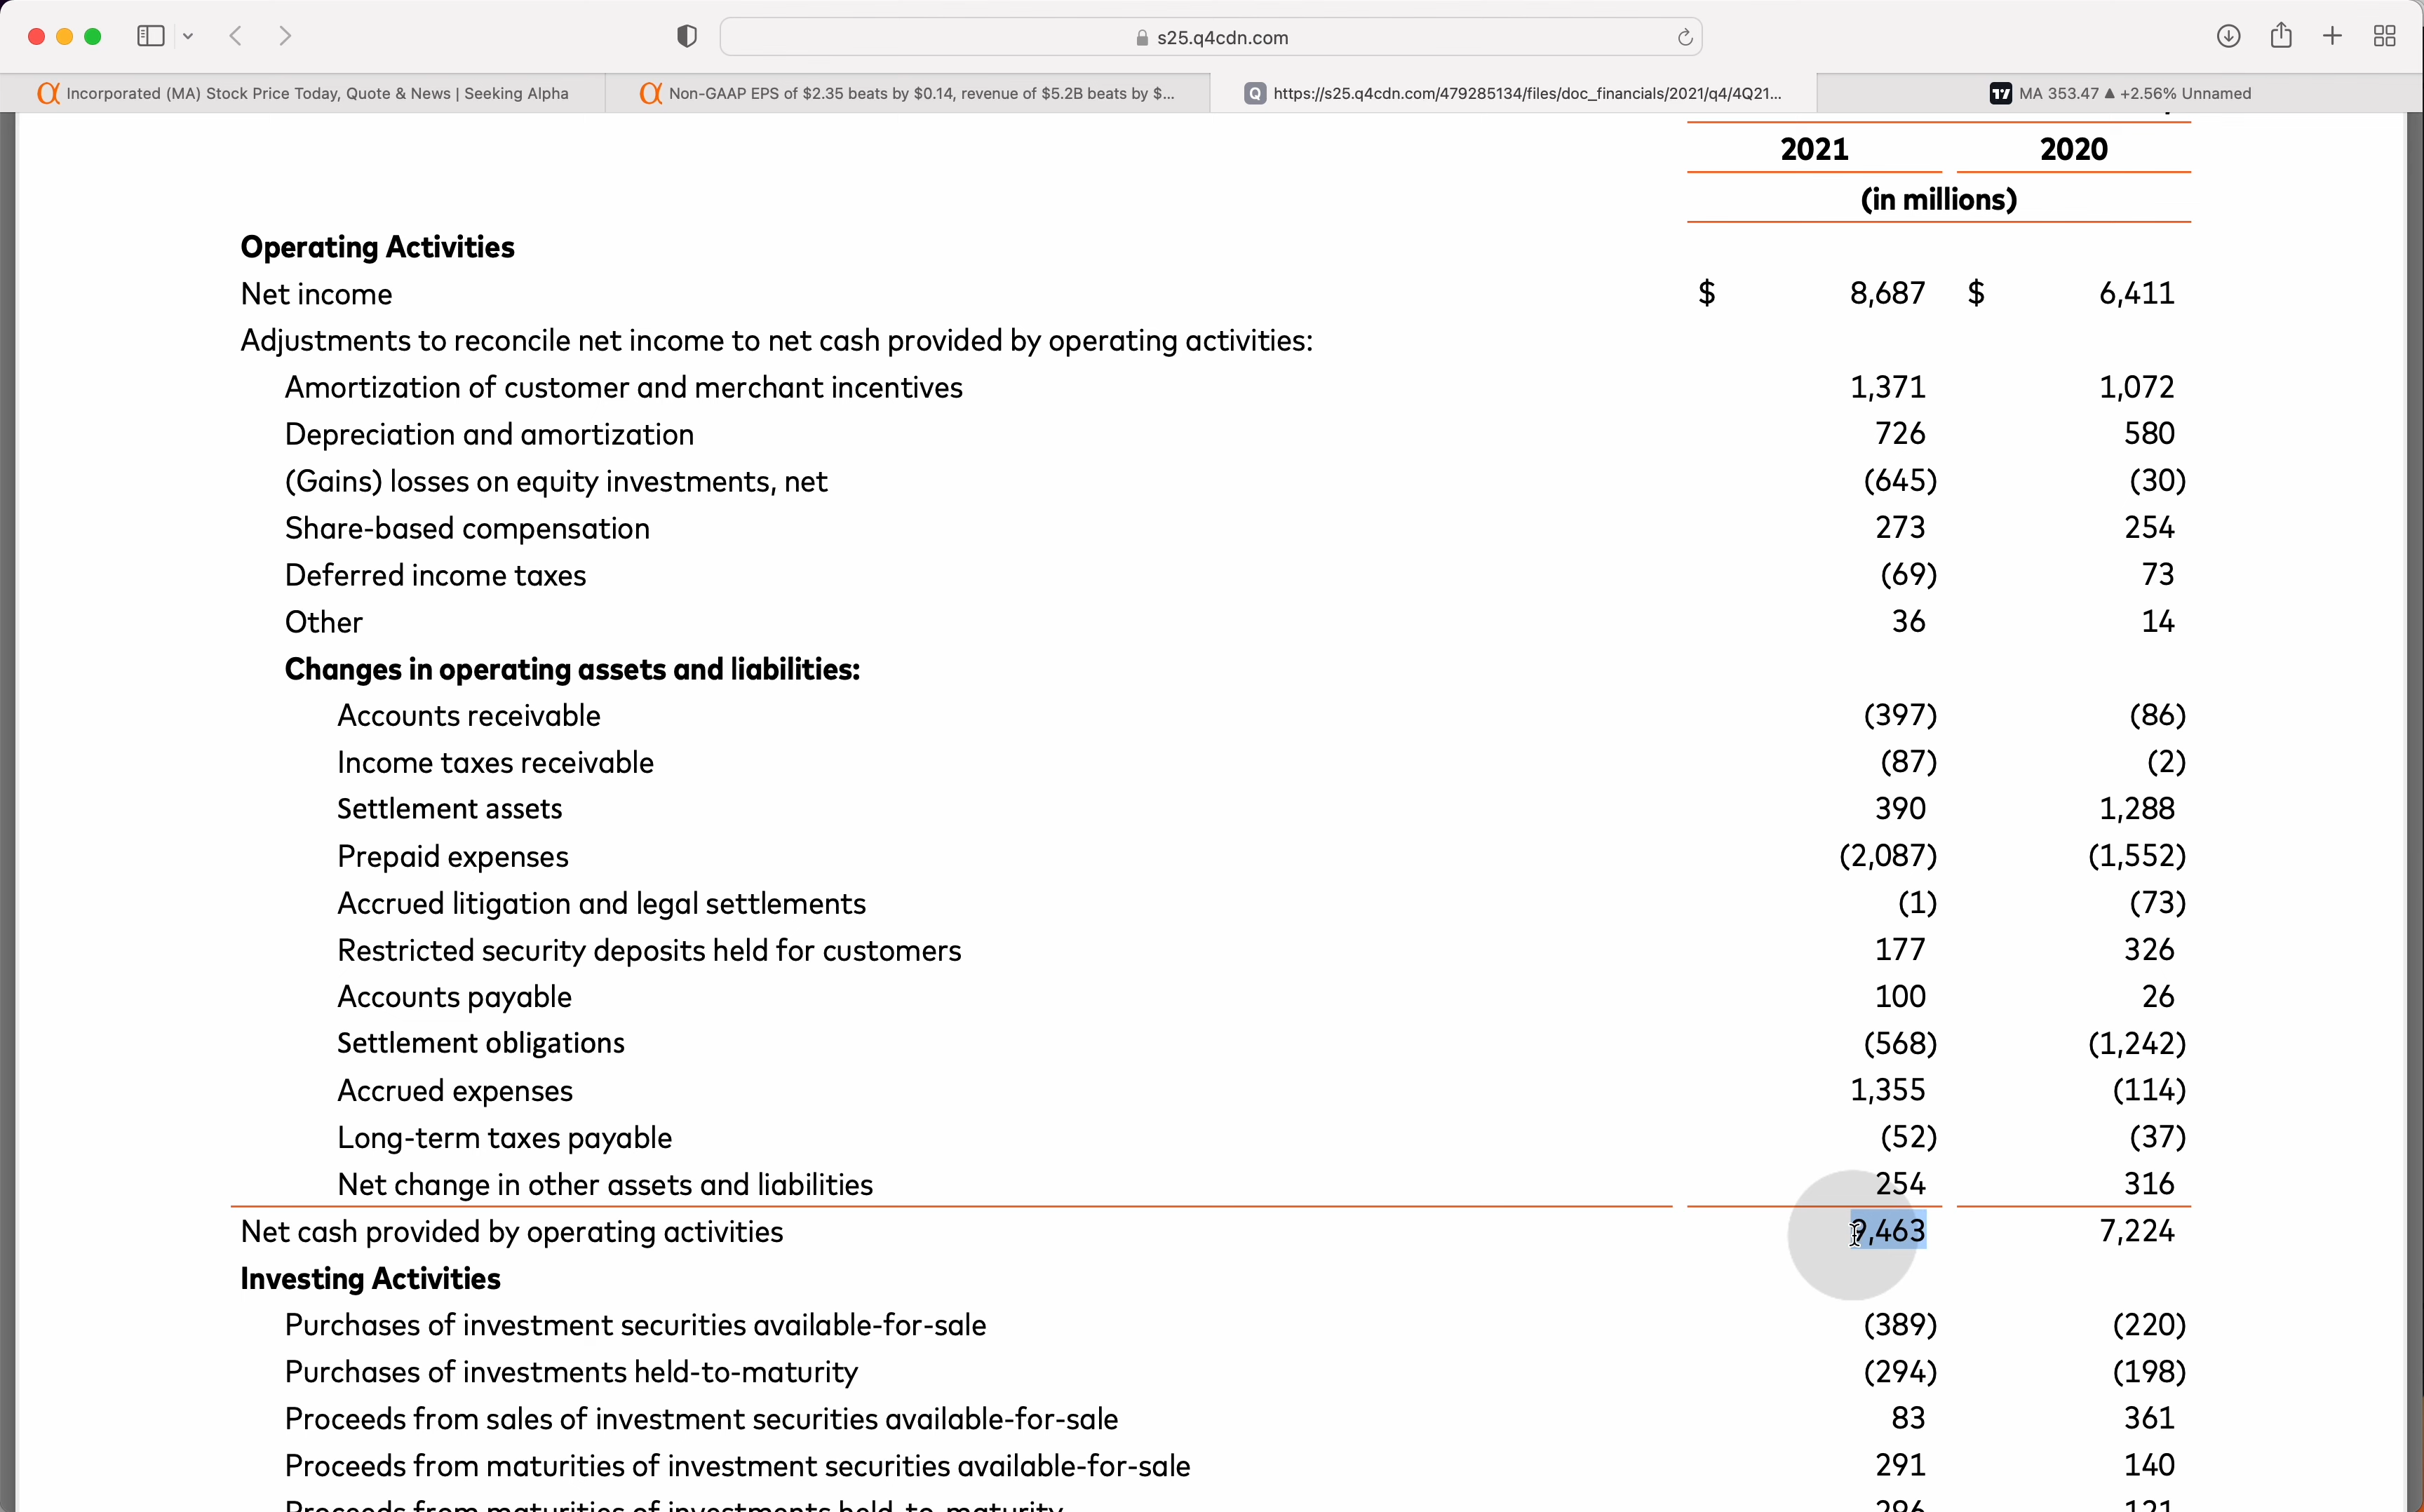 s25.q4cdn.com
Incorporated (MA) Stock Price Today, Quote & News | Seeking Alpha
Non-GAAP EPS of $2.35 beats by $0.14, revenue of $5.2B beats by $...
https://s25.q4cdn.com/479285134/files/doc_financials/2021/q4/4Q21...
MA 353.47 ▲ +2.56% Unnamed
2021 2020
(in millions)
Operating Activities
Net income $ 8,687 $ 6,411
Adjustments to reconcile net income to net cash provided by operating activities:
Amortization of customer and merchant incentives 1,371 1,072
Depreciation and amortization 726 580
(Gains) losses on equity investments, net (645) (30)
Share-based compensation 273 254
Deferred income taxes (69) 73
Other 36 14
Changes in operating assets and liabilities:
Accounts receivable (397) (86)
Income taxes receivable (87) (2)
Settlement assets 390 1,288
Prepaid expenses (2,087) (1,552)
Accrued litigation and legal settlements (1) (73)
Restricted security deposits held for customers 177 326
Accounts payable 100 26
Settlement obligations (568) (1,242)
Accrued expenses 1,355 (114)
Long-term taxes payable (52) (37)
Net change in other assets and liabilities 254 316
Net cash provided by operating activities 9,463 7,224
Investing Activities
Purchases of investment securities available-for-sale (389) (220)
Purchases of investments held-to-maturity (294) (198)
Proceeds from sales of investment securities available-for-sale 83 361
Proceeds from maturities of investment securities available-for-sale 291 140
Proceeds from maturities of investments held-to-maturity 296 121